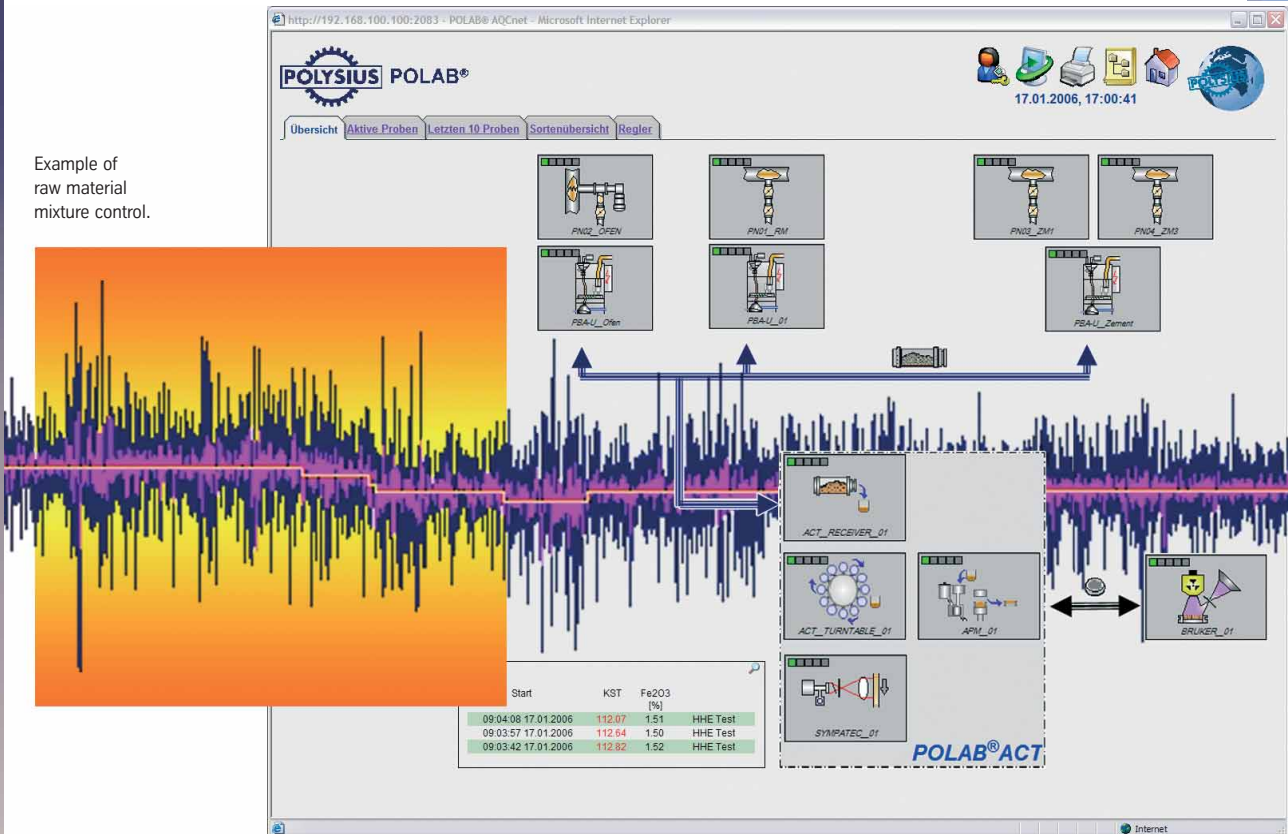 http://192.168.100.100:2083 - POLAB® AQCnet - Microsoft Internet Explorer
POLYSIUS POLAB®
POLYSIUS
17.01.2006, 17:00:41
Übersicht Aktive Proben Letzten 10 Proben Sortenübersicht Regler
Example of
raw material
mixture control.
PN02_OFEN PN01_RM PN03_ZM1 PN04_ZM3
PBA-U_Ofen PBA-U_01 PBA-U_Zement
ACT_RECEIVER_01
ACT_TURNTABLE_01 APM_01 BRUKER_01
SYMPATEC_01
POLAB®ACT
Start KST Fe2O3
[%]
09:04:08 17.01.2006 112.07 1.51 HHE Test
09:03:57 17.01.2006 112.64 1.50 HHE Test
09:03:42 17.01.2006 112.82 1.52 HHE Test
Internet